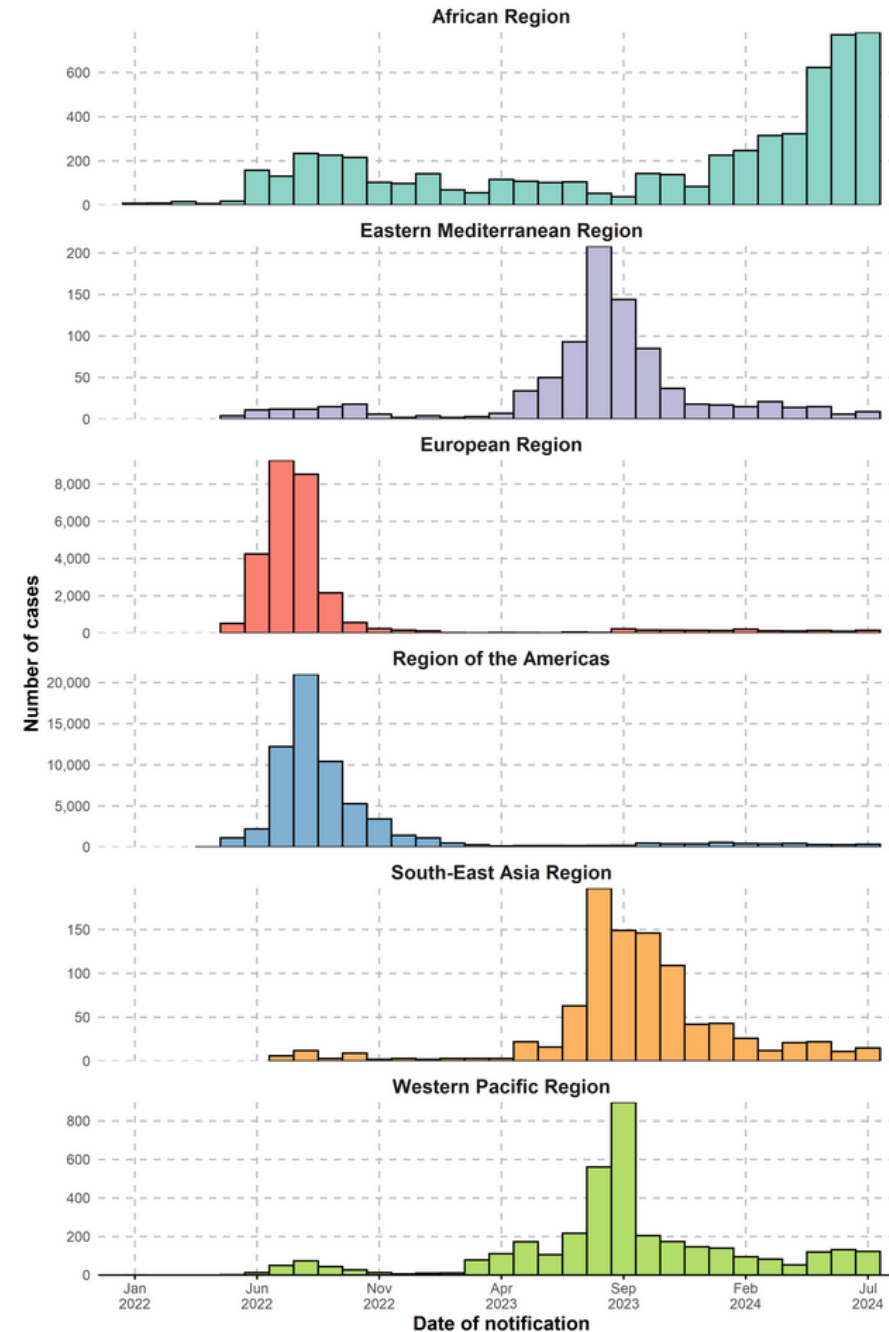 African Region
600
400
200
0
Eastern Mediterranean Region
200
150
100
50
0
European Region
8,000
6,000
4,000
2,000
0
Number of cases
Region of the Americas
20,000
15,000
10,000
5,000
0
South-East Asia Region
150
100
50
0
Western Pacific Region
800
600
400
200
0
Jan Jun Nov Apr Sep Feb Jul
2022 2022 2022 2023 2023 2024 2024
Date of notification